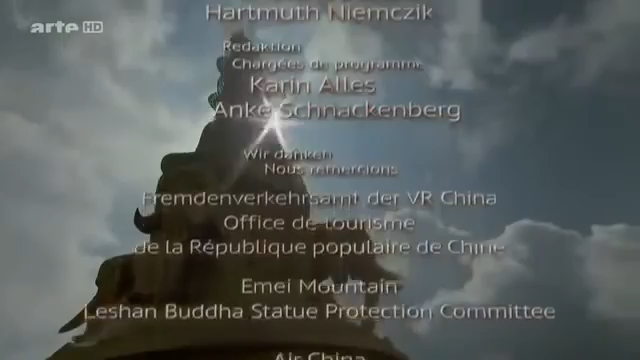 arte HD
Hartmuth Niemczik
Redaktion
Chargées de programme
Karin Alles
Anke Schnackenberg
Wir danken
Nous remercions
Fremdenverkehrsamt der VR China
Office de tourisme
de la République populaire de Chine
Emei Mountain
Leshan Buddha Statue Protection Committee
Air China